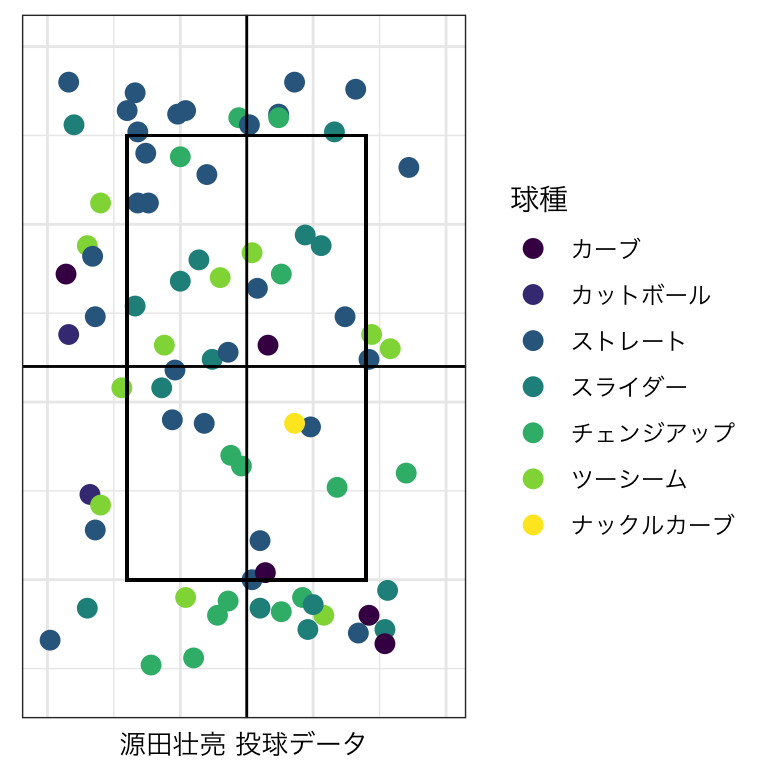 球種
カーブ
カットボール
ストレート
スライダー
チェンジアップ
ツーシーム
ナックルカーブ
源田壮亮 投球データ